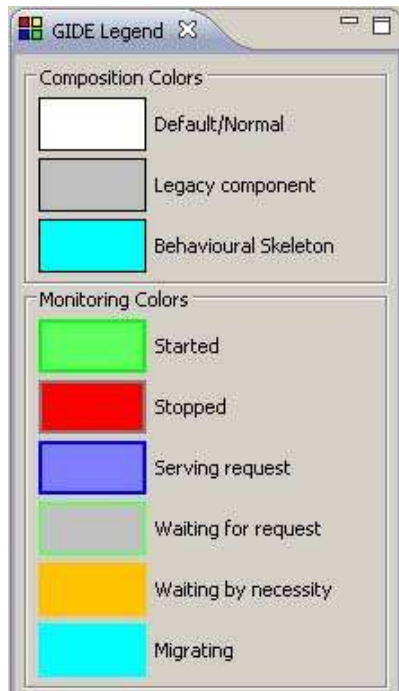 GIDE Legend
Composition Colors
Default/Normal
Legacy component
Behavioural Skeleton
Monitoring Colors
Started
Stopped
Serving request
Waiting for request
Waiting by necessity
Migrating